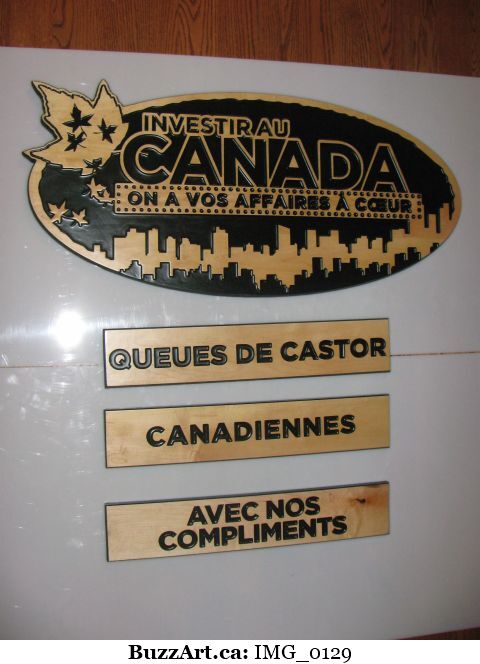 INVESTIR AU
CANADA
ON A VOS AFFAIRES À CŒUR
QUEUES DE CASTOR
CANADIENNES
AVEC NOS
COMPLIMENTS
BuzzArt.ca: IMG_0129